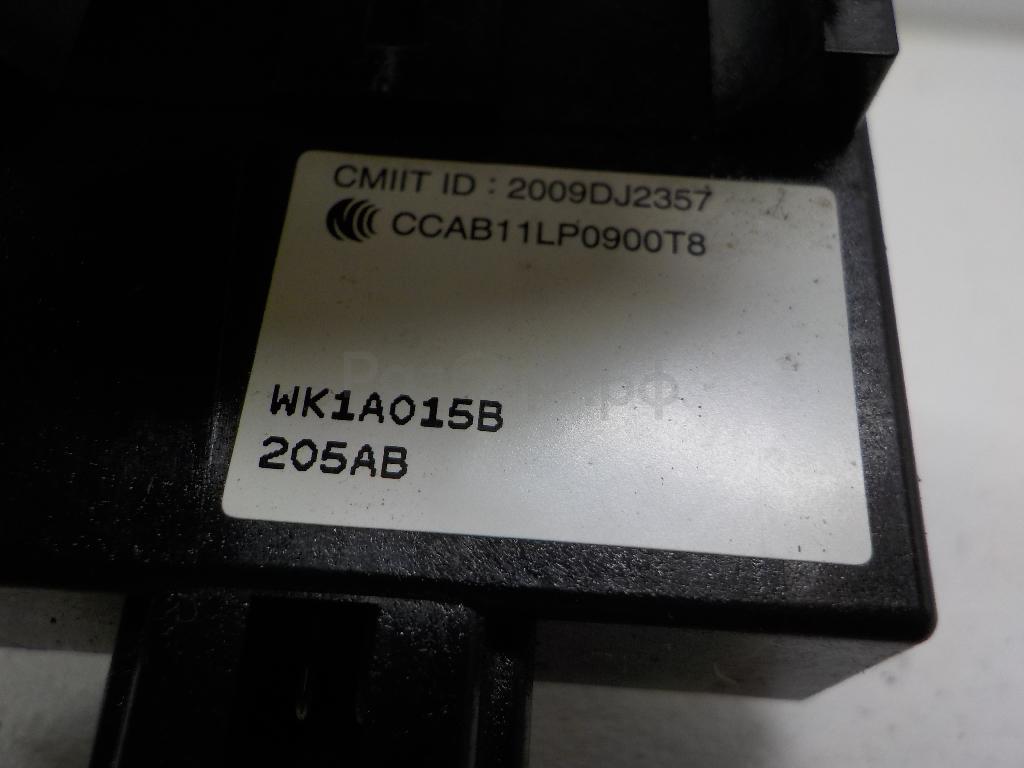 CMIIT ID : 2009DJ2357
CCAB11LP0900T8
WK1A015B
205AB